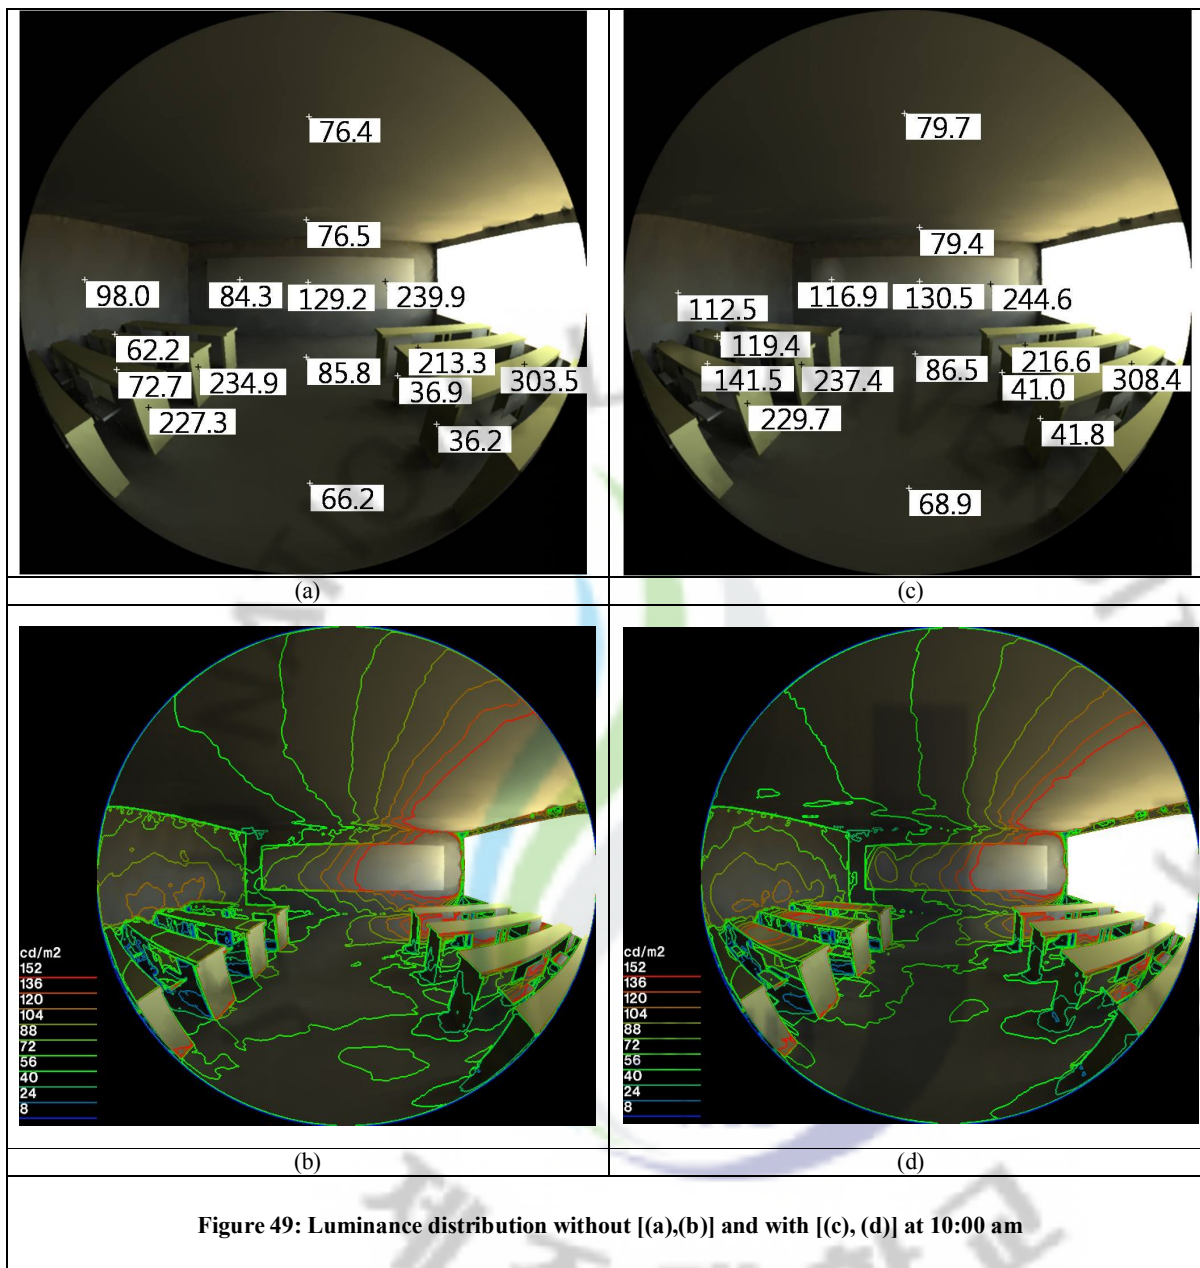 76.4
76.5
98.0 84.3 129.2 239.9
62.2 85.8 213.3
72.7 234.9 36.9 303.5
227.3 36.2
66.2
(a)
79.7
79.4
112.5 116.9 130.5 244.6
119.4 86.5 216.6
141.5 237.4 41.0 308.4
229.7 41.8
68.9
(c)
cd/m2
152
136
120
104
88
72
56
40
24
8
(b)
cd/m2
152
136
120
104
88
72
56
40
24
8
(d)
Figure 49: Luminance distribution without [(a),(b)] and with [(c), (d)] at 10:00 am